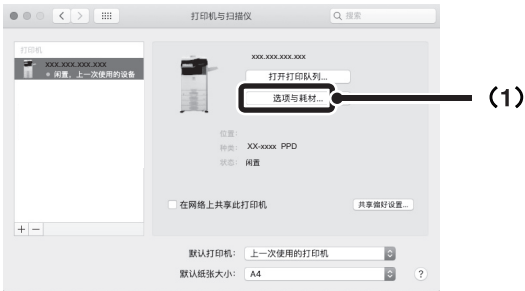 打印机与扫描仪
搜索
打印机
xxx.xxx.xxx.xxx
闲置，上一次使用的设备
xxx.xxx.xxx.xxx
打开打印队列...
选项与耗材...
(1)
位置：
种类： XX-xxxx PPD
状态： 闲置
在网络上共享此打印机
共享偏好设置...
+ −
默认打印机： 上一次使用的打印机
默认纸张大小： A4
?